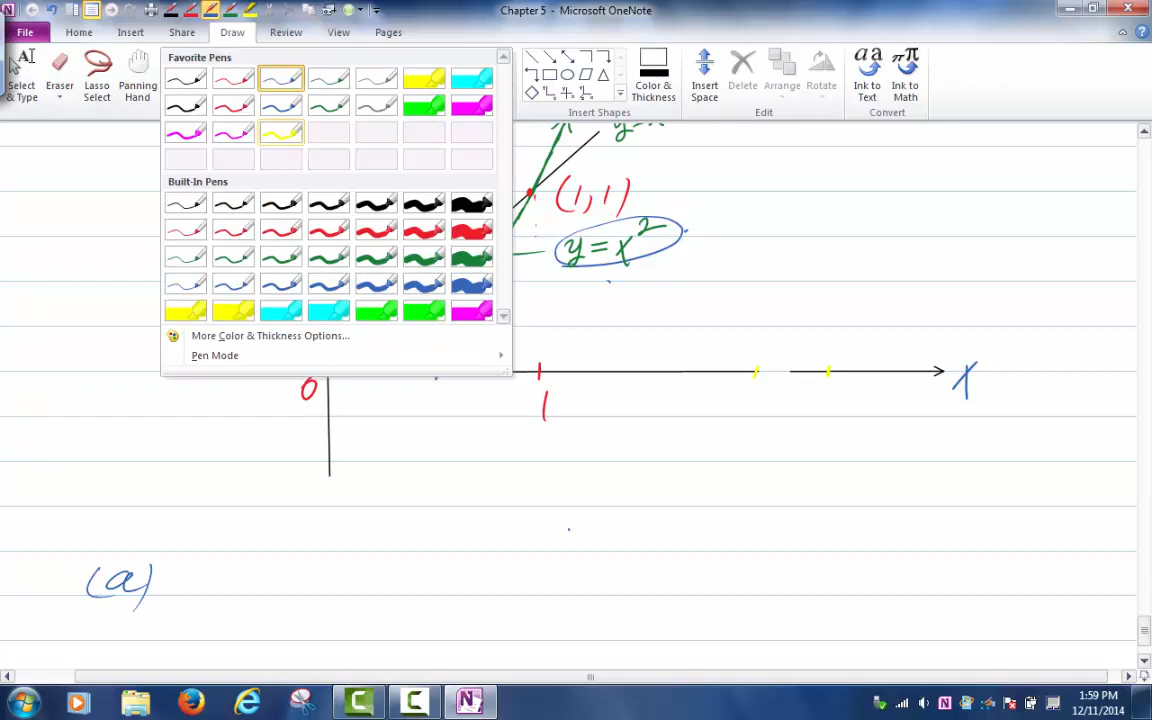 Chapter 5 - Microsoft OneNote
File Home Insert Share Draw Review View Pages
Select & Type
Eraser
Lasso Select
Panning Hand
Favorite Pens
Built-In Pens
More Color & Thickness Options...
Pen Mode
Insert Shapes
Color & Thickness
Insert Space
Delete
Arrange
Rotate
Edit
Ink to Text
Ink to Math
Convert
(1, 1)
y = x²
0
1
x
(a)
1:59 PM
12/11/2014